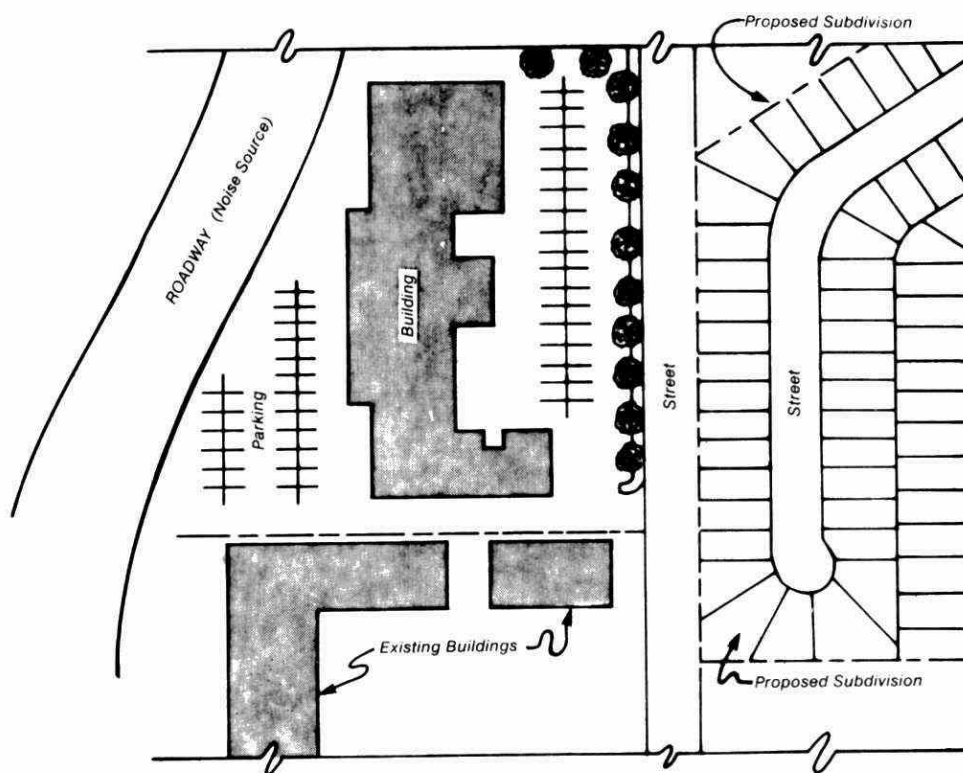 Proposed Subdivision
ROADWAY (Noise Source)
Building
Parking
Street
Street
Existing Buildings
Proposed Subdivision